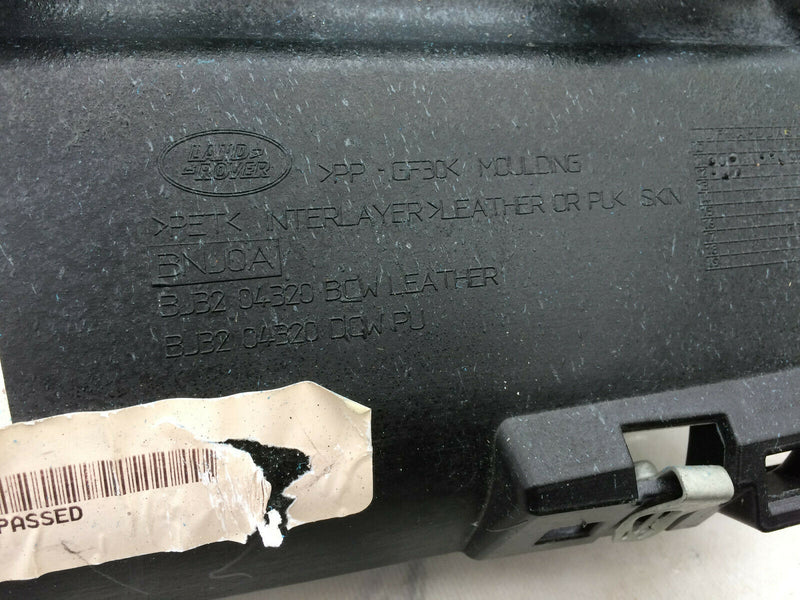 LAND
ROVER
>PP - GF30< MOULDING
>PET< INTERLAYER >LEATHER OR PU< SKIN
BNJ0A
BJ32 04320 BCW LEATHER
BJ32 04320 DCW PU
PASSED